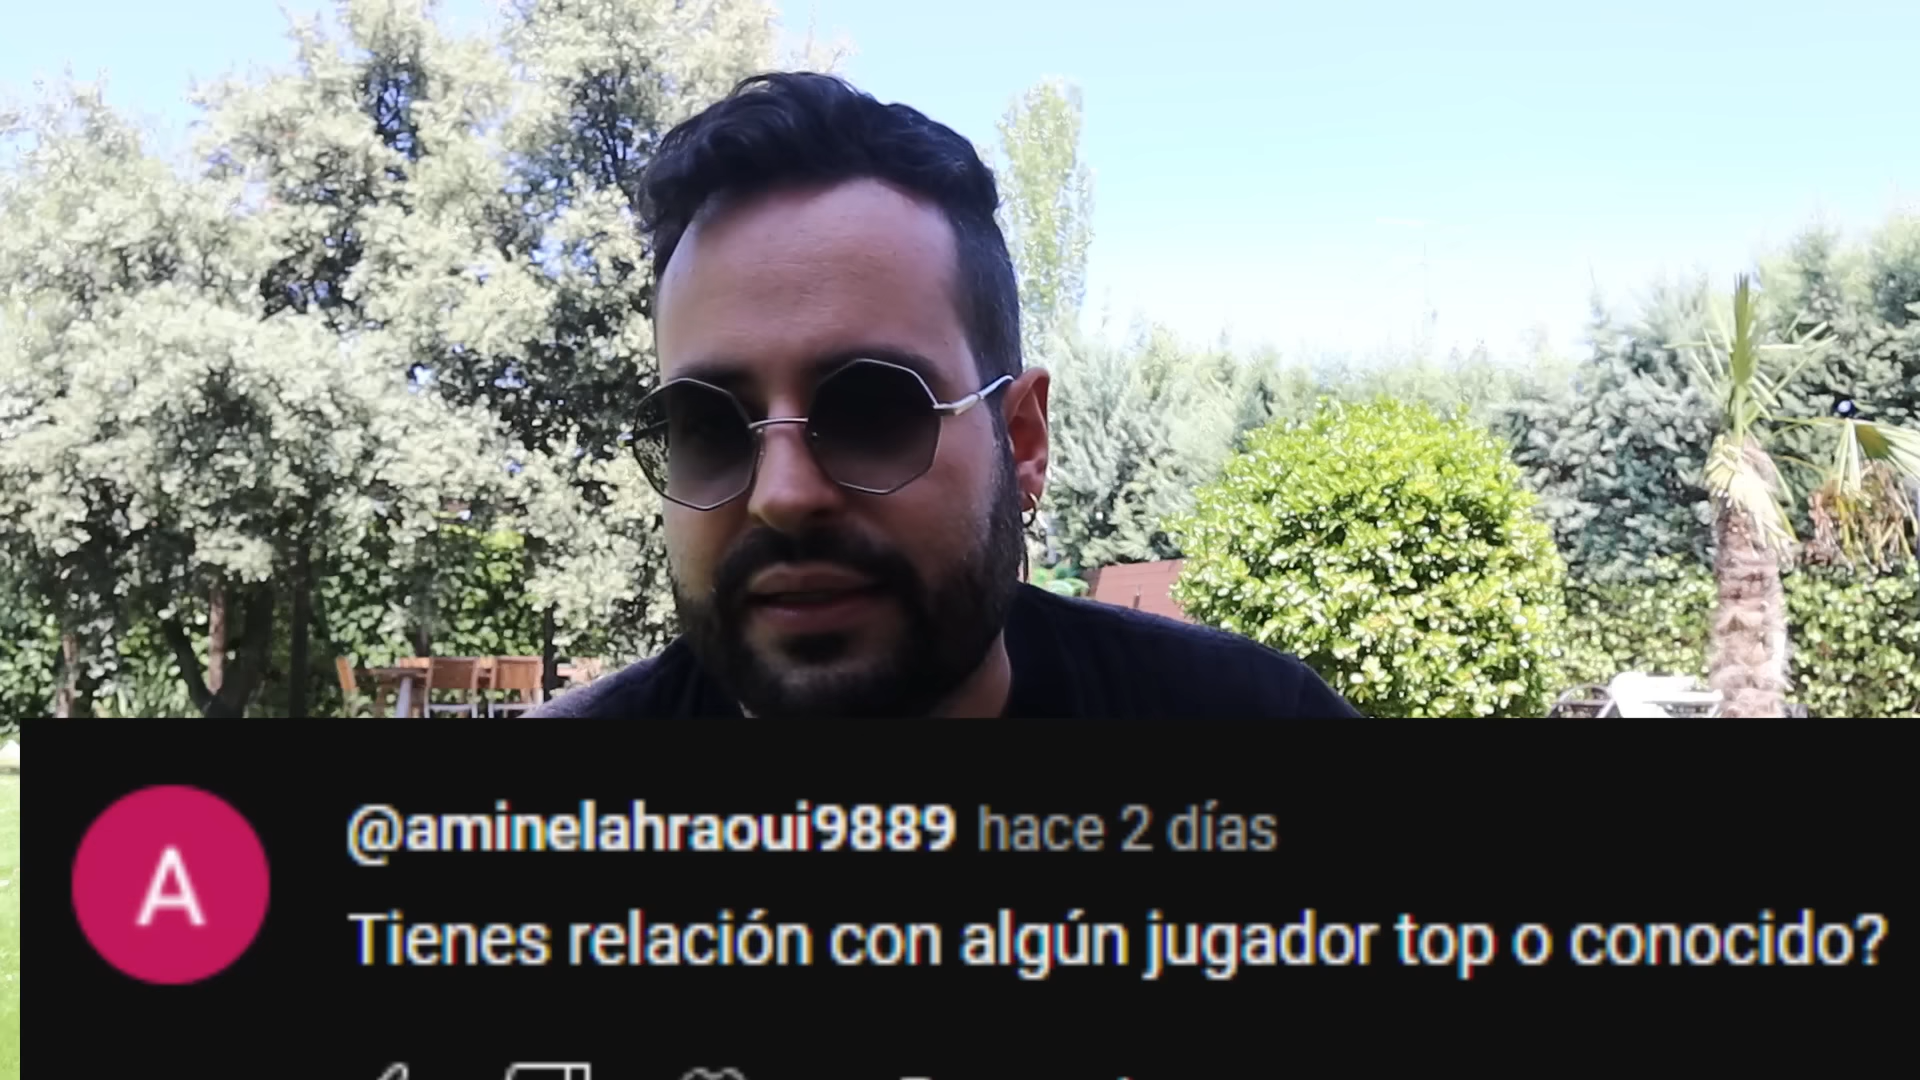 A
@aminelahraoui9889 hace 2 días
Tienes relación con algún jugador top o conocido?